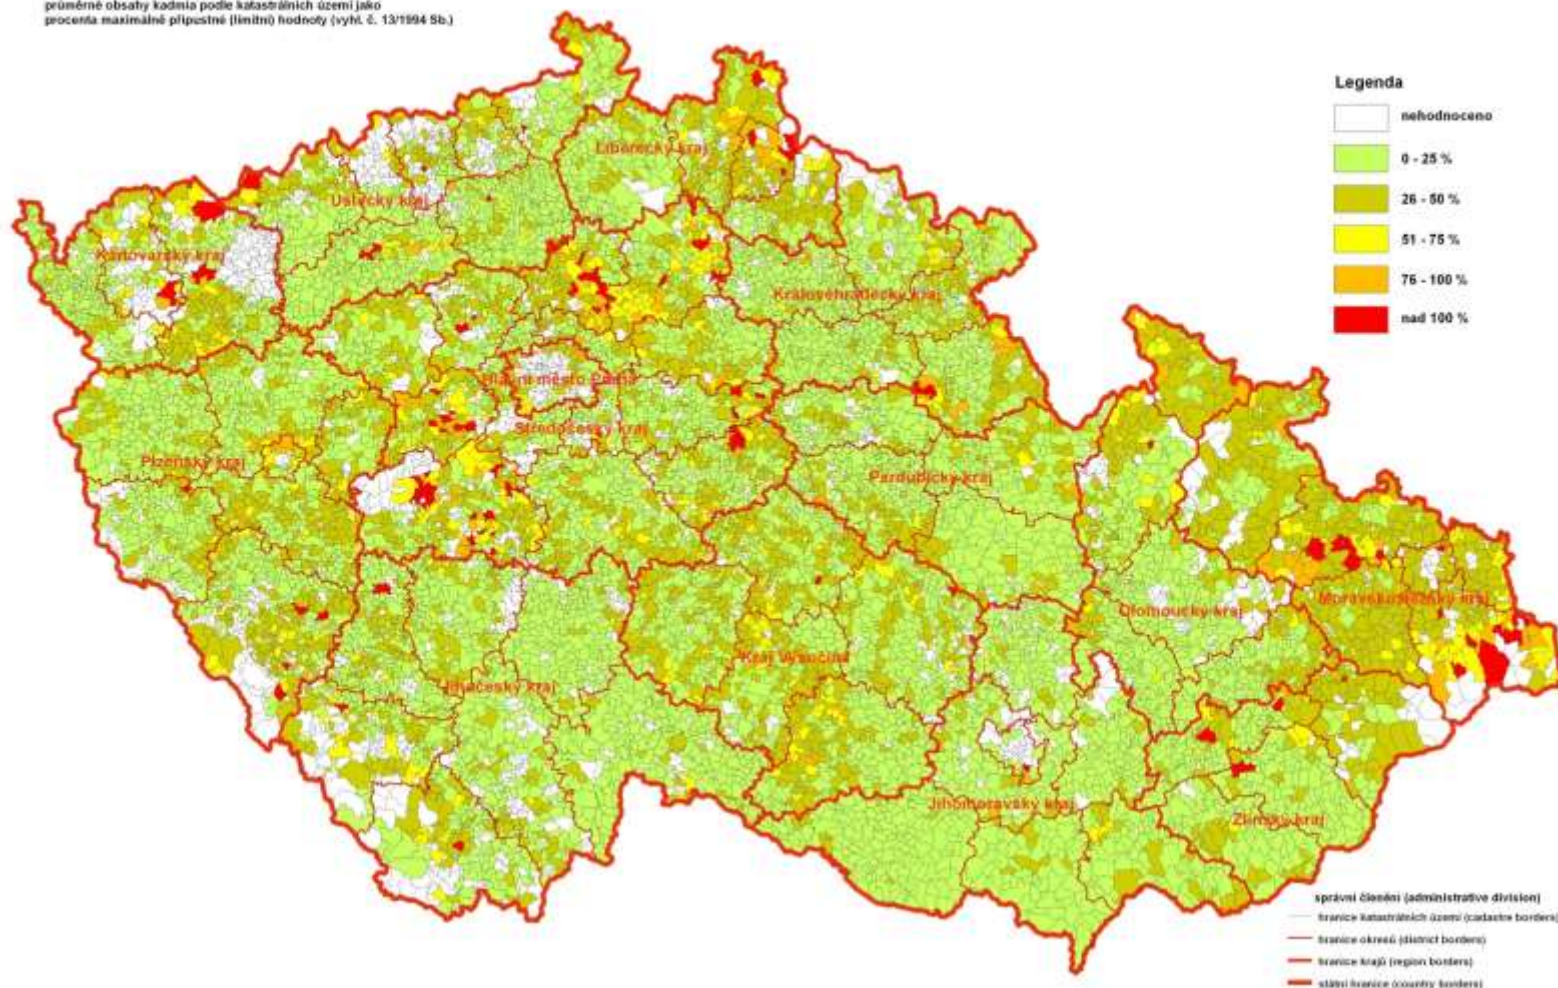 průměrné obsahy kadmia podle katastrálních území jako
procenta maximálně přípustné (limitní) hodnoty (vyhl. č. 13/1994 Sb.)
Legenda
nehodnoceno
0 - 25 %
26 - 50 %
51 - 75 %
76 - 100 %
nad 100 %
Liberecký kraj
Ústecký kraj
Karlovarský kraj
Královéhradecký kraj
Hlavní město Praha
Středočeský kraj
Plzeňský kraj
Pardubický kraj
Olomoucký kraj
Moravskoslezský kraj
Kraj Vysočina
Jihočeský kraj
Jihomoravský kraj
Zlínský kraj
správní členění (administrative division)
hranice katastrálních území (cadastre borders)
hranice okresů (district borders)
hranice krajů (region borders)
státní hranice (country borders)